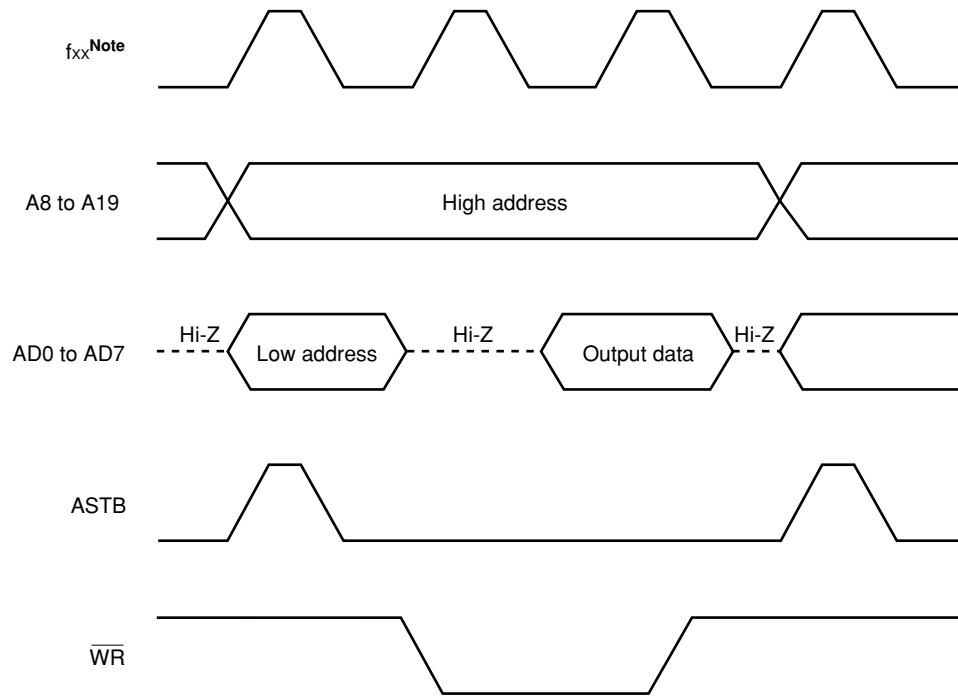 fxxNote
A8 to A19
High address
AD0 to AD7
Hi-Z
Low address
Hi-Z
Output data
Hi-Z
ASTB
WR